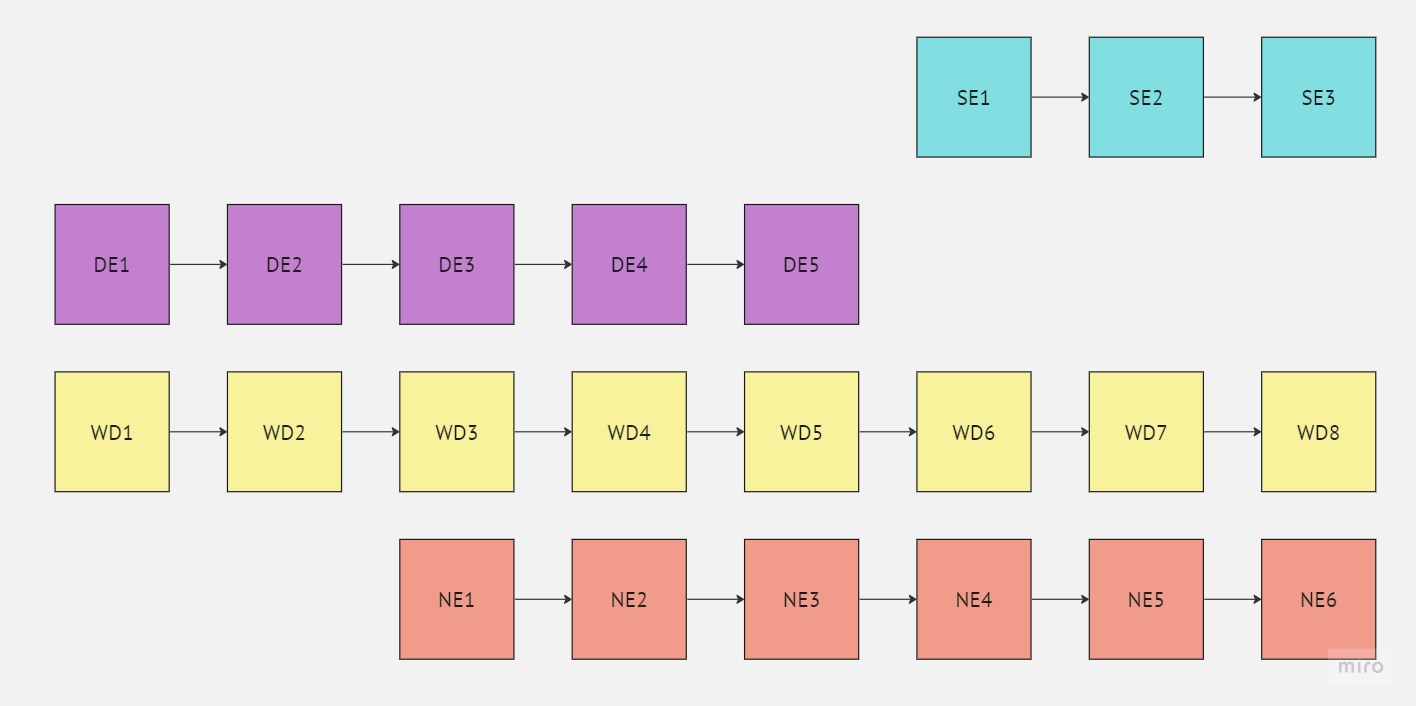 SE1 SE2 SE3
DE1 DE2 DE3 DE4 DE5
WD1 WD2 WD3 WD4 WD5 WD6 WD7 WD8
NE1 NE2 NE3 NE4 NE5 NE6
miro